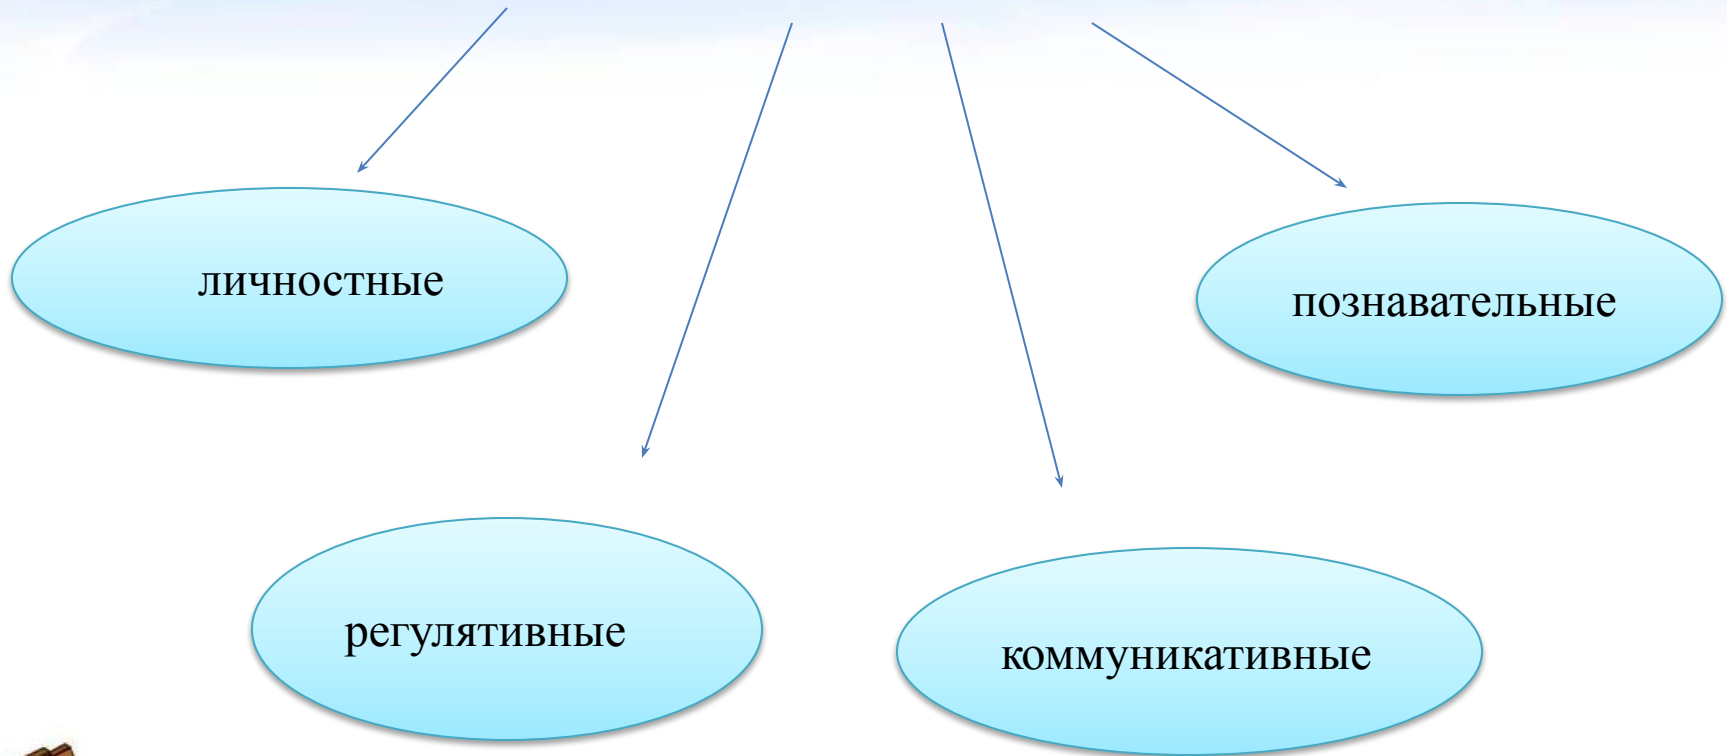 личностные
познавательные
регулятивные
коммуникативные